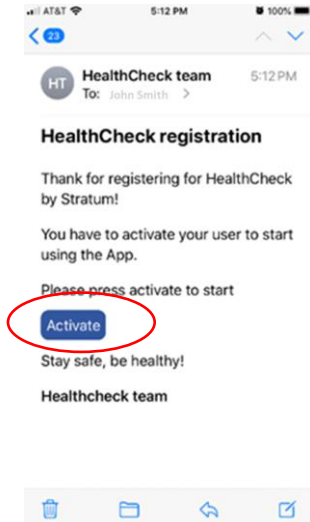 AT&T 5:12 PM 100%
23
HT HealthCheck team 5:12 PM
To: John Smith >
HealthCheck registration
Thank for registering for HealthCheck
by Stratum!
You have to activate your user to start
using the App.
Please press activate to start
Activate
Stay safe, be healthy!
Healthcheck team